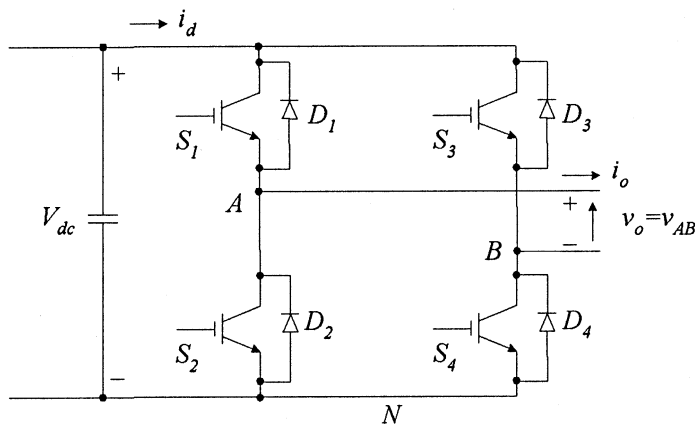 i_d
+
S_1
D_1
S_3
D_3
i_o
A
+
V_dc
v_o=v_AB
B
−
S_2
D_2
S_4
D_4
−
N